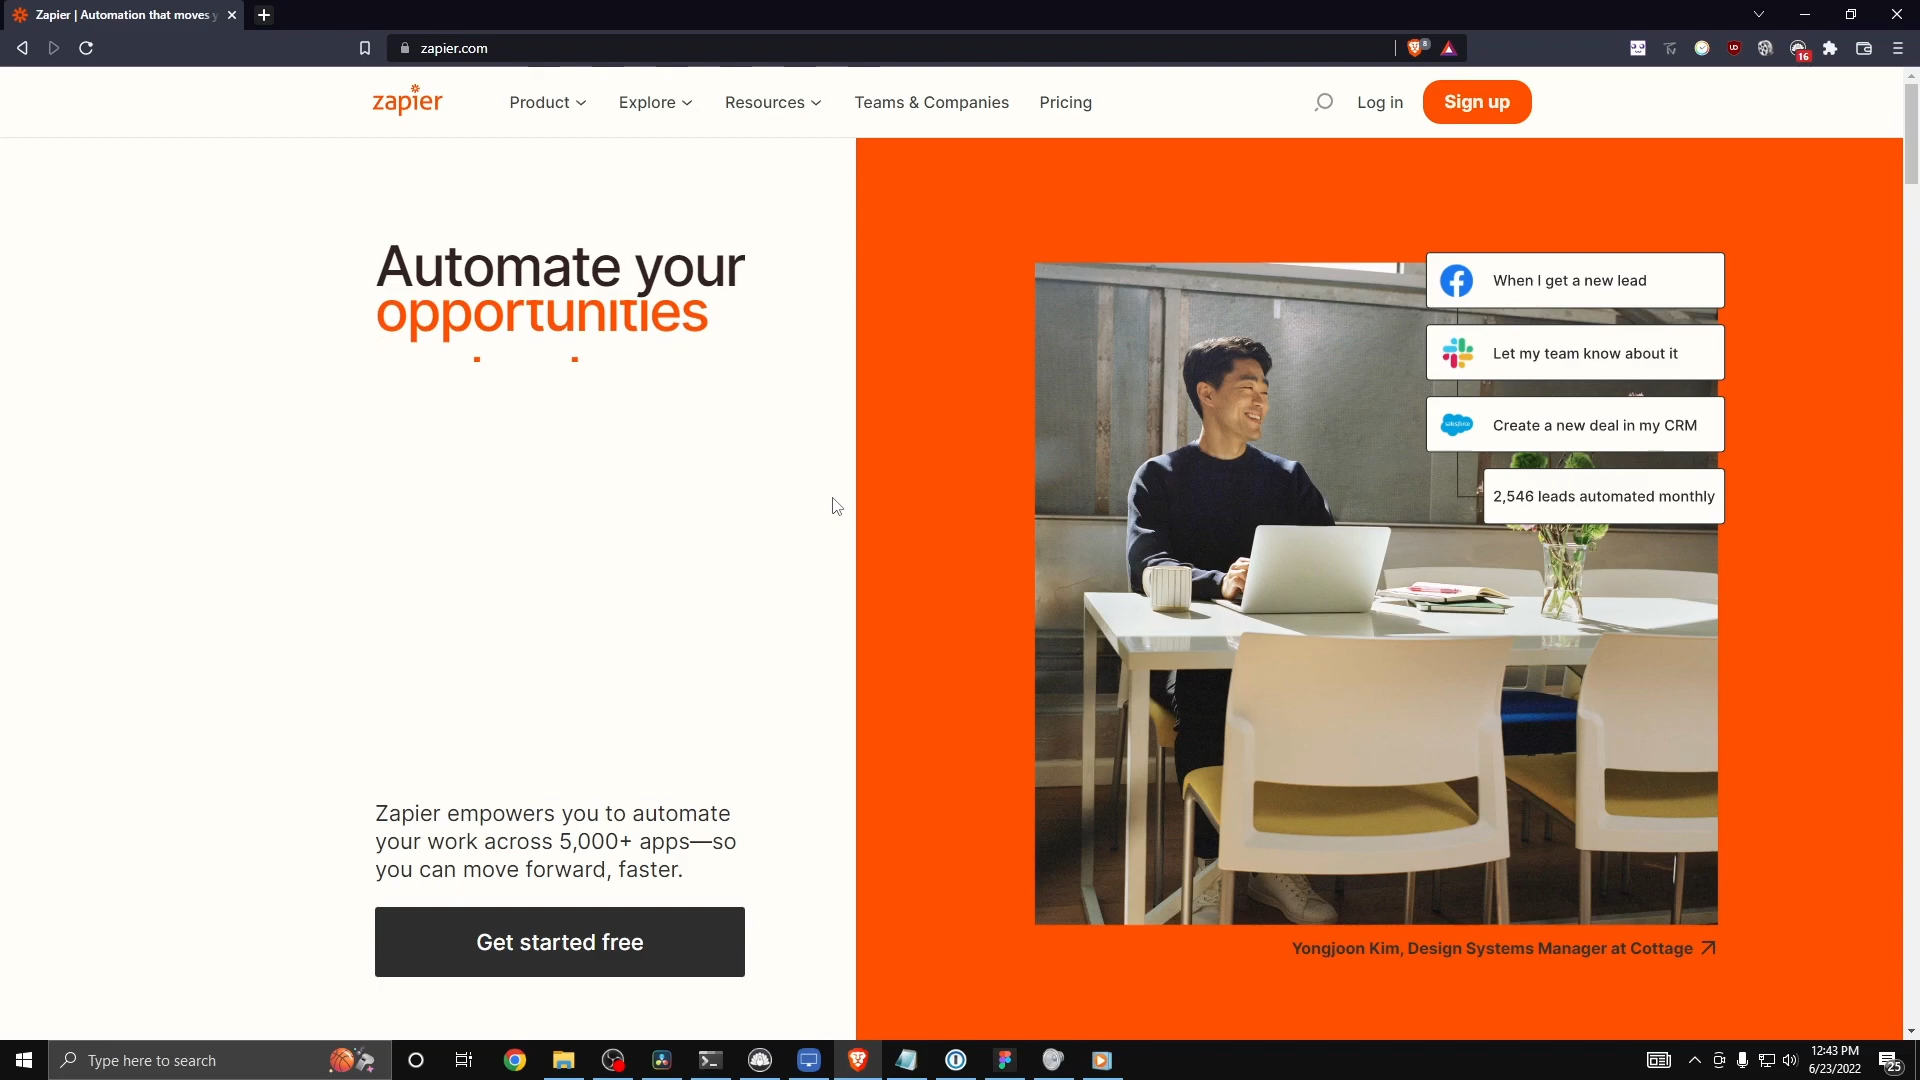 Zapier | Automation that moves y
zapier.com
8
16
zapier
Product
Explore
Resources
Teams & Companies
Pricing
Log in
Sign up
Automate your
opportunities
When I get a new lead
Let my team know about it
salesforce
Create a new deal in my CRM
2,546 leads automated monthly
Zapier empowers you to automate
your work across 5,000+ apps—so
you can move forward, faster.
Get started free
Yongjoon Kim, Design Systems Manager at Cottage
Type here to search
12:43 PM
6/23/2022
25